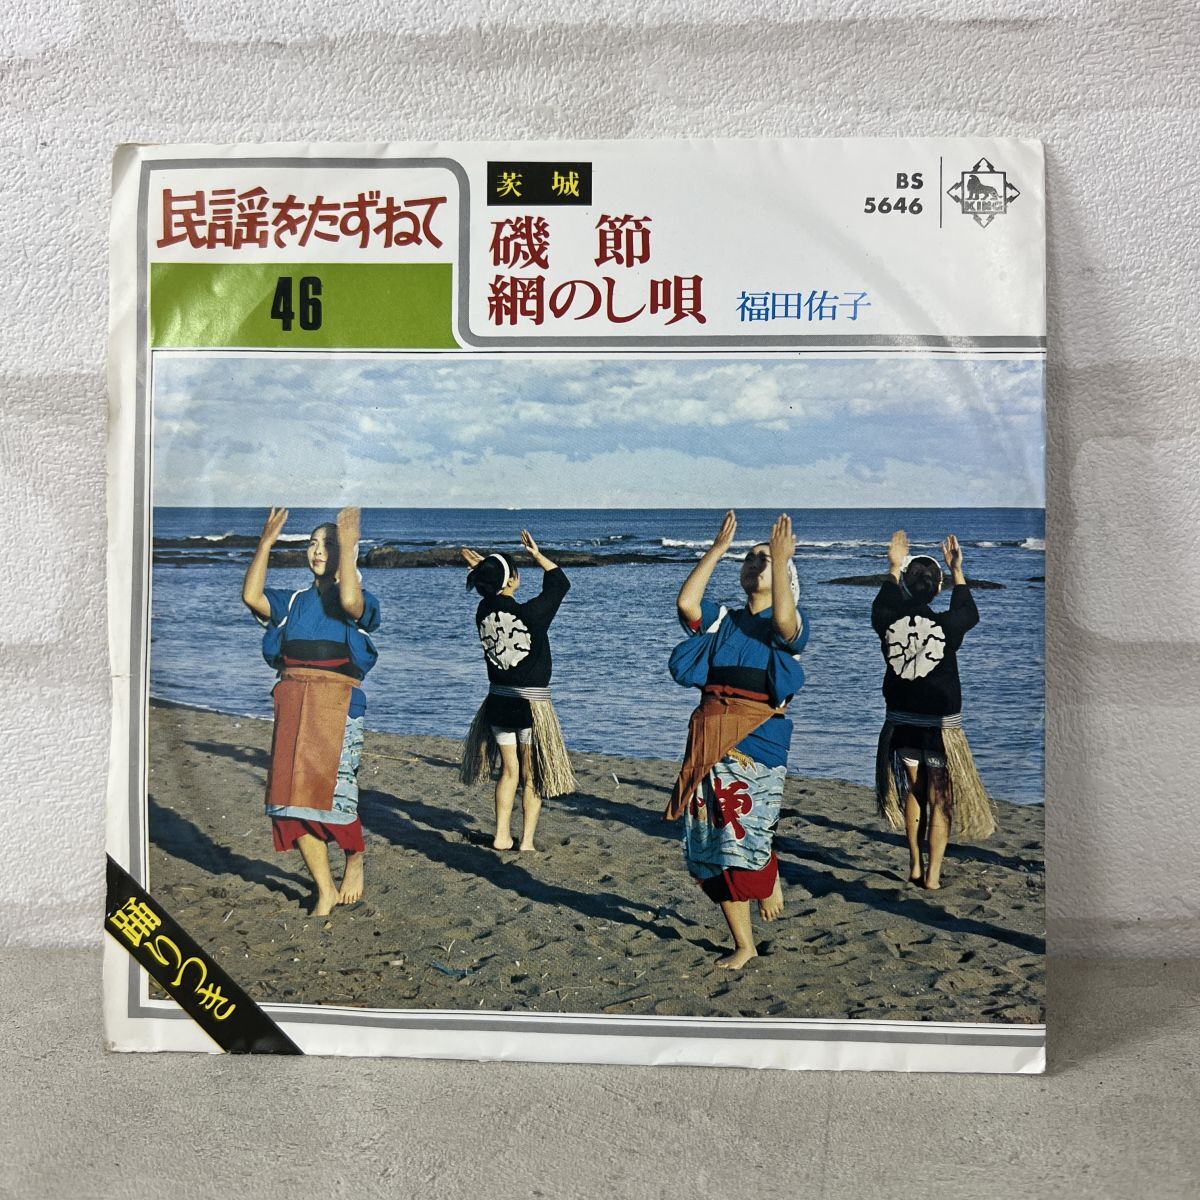 民謡をたずねて
46
茨城
磯節
網のし唄 福田佑子
BS
5646
KING
踊りつき